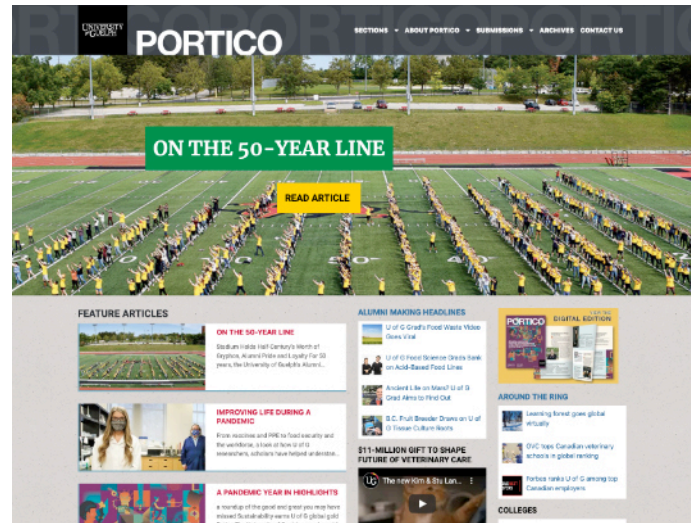 UNIVERSITY
OF GUELPH
PORTICO
SECTIONS
ABOUT PORTICO
SUBMISSIONS
ARCHIVES
CONTACT US
ON THE 50-YEAR LINE
READ ARTICLE
FEATURE ARTICLES
ON THE 50-YEAR LINE
Stadium Holds Half-Century's Worth of
Gryphon, Alumni Pride and Loyalty For 50
years, the University of Guelph's Alumni...
IMPROVING LIFE DURING A
PANDEMIC
From vaccines and PPE to food security and
the workforce, a look at how U of G
researchers, scholars have helped understan...
A PANDEMIC YEAR IN HIGHLIGHTS
a roundup of the good and great you may have
missed Sustainability earns U of G global gold
ALUMNI MAKING HEADLINES
U of G Grad's Food Waste Video
Goes Viral
U of G Food Science Grads Bank
on Acid-Based Food Lines
Ancient Life on Mars? U of G
Grad Aims to Find Out
B.C. Fruit Breeder Draws on U of
G Tissue Culture Roots
$11-MILLION GIFT TO SHAPE
FUTURE OF VETERINARY CARE
The new Kim & Stu Lan...
VIEW THE
DIGITAL EDITION
PORTICO
AROUND THE RING
Learning forest goes global
virtually
OVC tops Canadian veterinary
schools in global ranking
Forbes ranks U of G among top
Canadian employers
COLLEGES